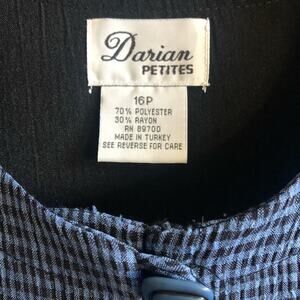 Darian
PETITES
16P
70% POLYESTER
30% RAYON
RN 89700
MADE IN TURKEY
SEE REVERSE FOR CARE